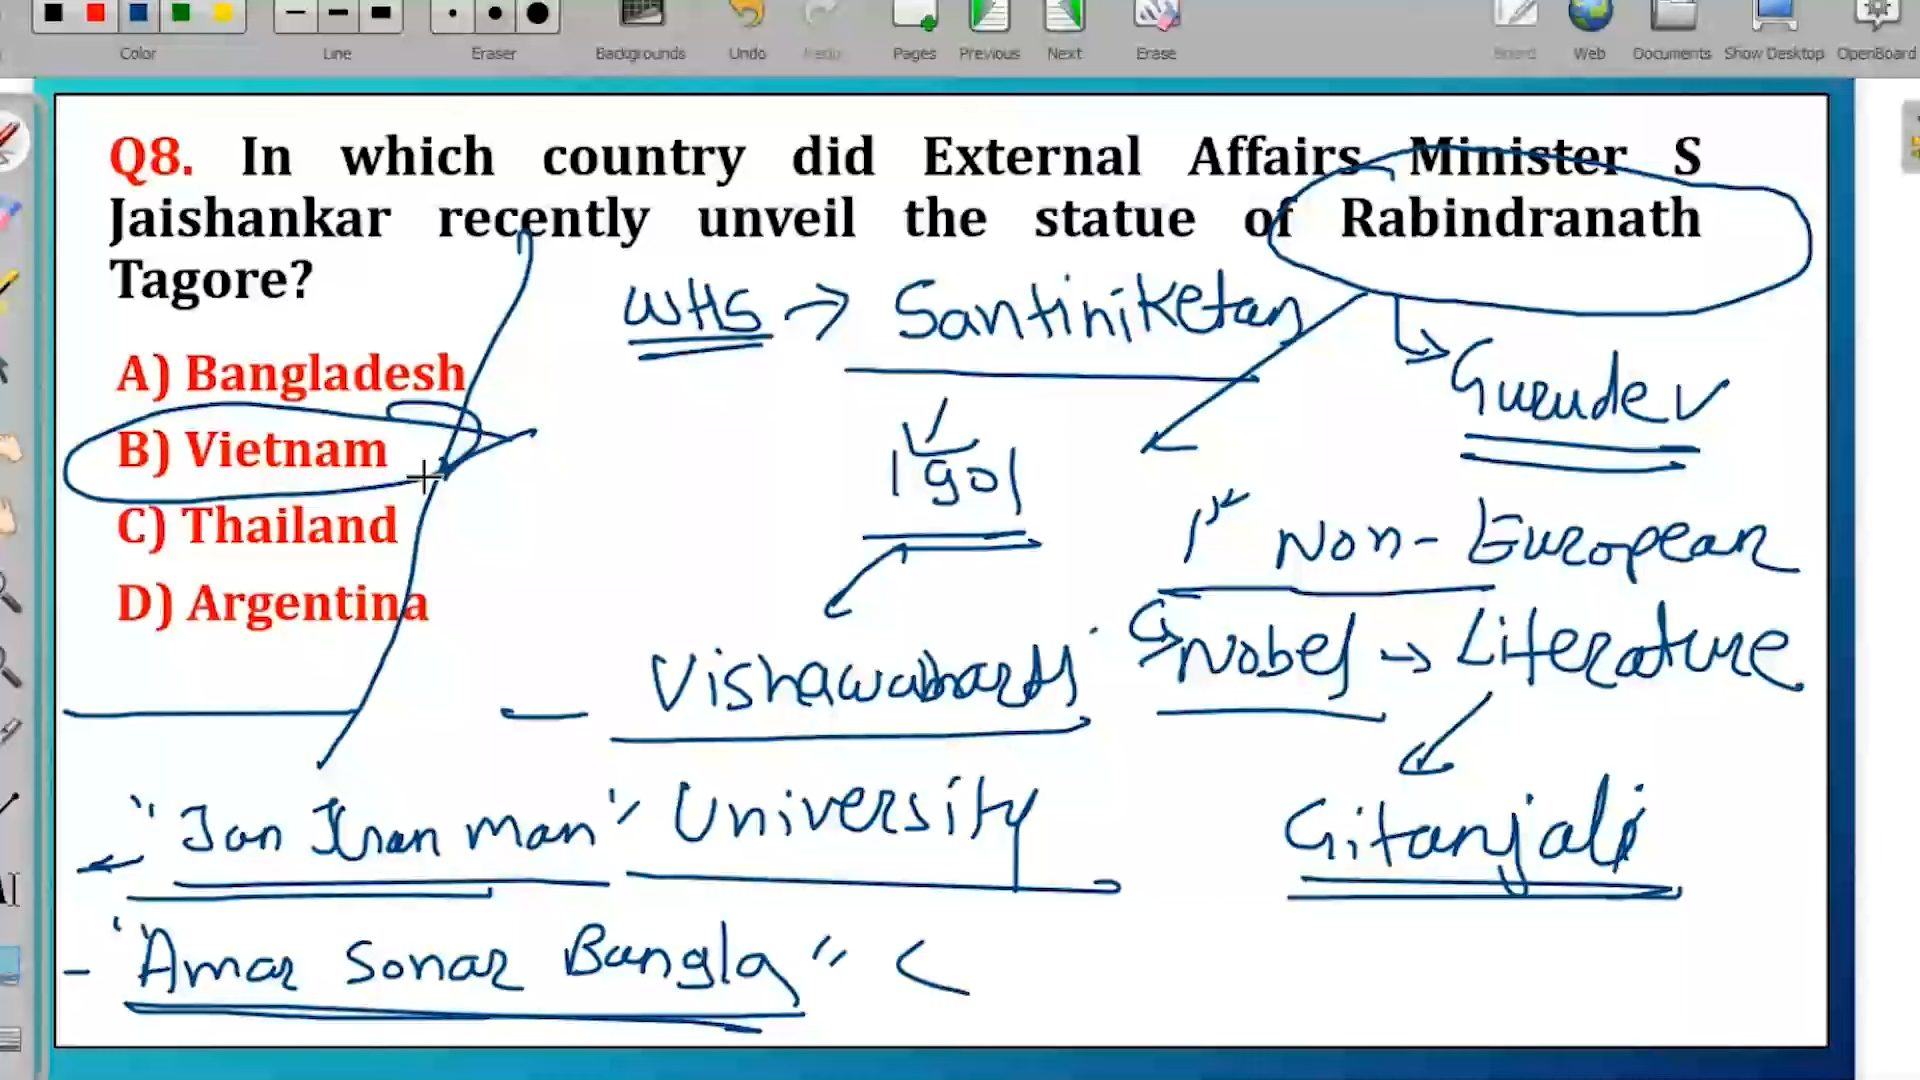 Color
Line
Eraser
Backgrounds
Undo
Redo
Pages
Previous
Next
Erase
Board
Web
Documents
Show Desktop
OpenBoard
Q8. In which country did External Affairs Minister S
Jaishankar recently unveil the statue of Rabindranath
Tagore?
A) Bangladesh
B) Vietnam
C) Thailand
D) Argentina
WHS → Santiniketan
Gurudev
1901
1st Non-European
Nobel → Literature
Gitanjali
Vishawabharti
University
"Jan Gan Man"
- "Amar Sonar Bangla"